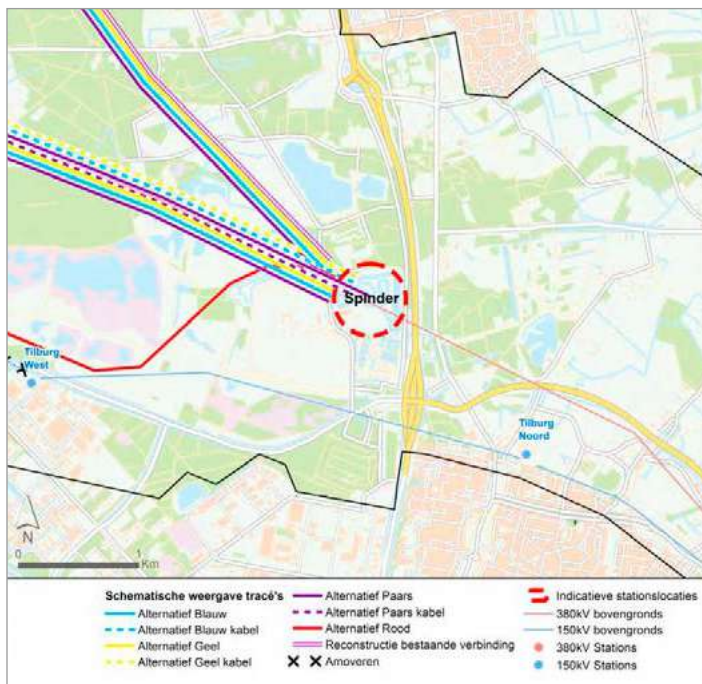 Spinder
Tilburg
West
Tilburg
Noord
N
0
1
Km
Schematische weergave tracé's
Alternatief Blauw
Alternatief Blauw kabel
Alternatief Geel
Alternatief Geel kabel
Alternatief Paars
Alternatief Paars kabel
Alternatief Rood
Reconstructie bestaande verbinding
Amoveren
Indicatieve stationslocaties
380kV bovengronds
150kV bovengronds
380kV Stations
150kV Stations